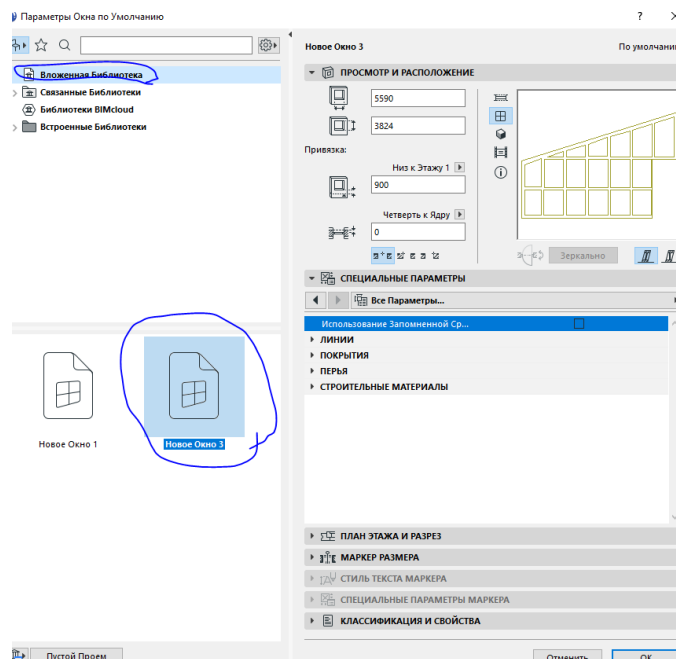 Параметры Окна по Умолчанию
?
Вложенная Библиотека
Связанные Библиотеки
Библиотеки BIMcloud
Встроенные Библиотеки
Новое Окно 1
Новое Окно 3
Пустой Проем
Новое Окно 3
По умолчани
ПРОСМОТР И РАСПОЛОЖЕНИЕ
5590
3824
Привязка:
Низ к Этажу 1
900
Четверть к Ядру
0
Зеркально
СПЕЦИАЛЬНЫЕ ПАРАМЕТРЫ
Все Параметры...
Использование Запомненной Ср...
ЛИНИИ
ПОКРЫТИЯ
ПЕРЬЯ
СТРОИТЕЛЬНЫЕ МАТЕРИАЛЫ
ПЛАН ЭТАЖА И РАЗРЕЗ
МАРКЕР РАЗМЕРА
СТИЛЬ ТЕКСТА МАРКЕРА
СПЕЦИАЛЬНЫЕ ПАРАМЕТРЫ МАРКЕРА
КЛАССИФИКАЦИЯ И СВОЙСТВА
Отменить
OK